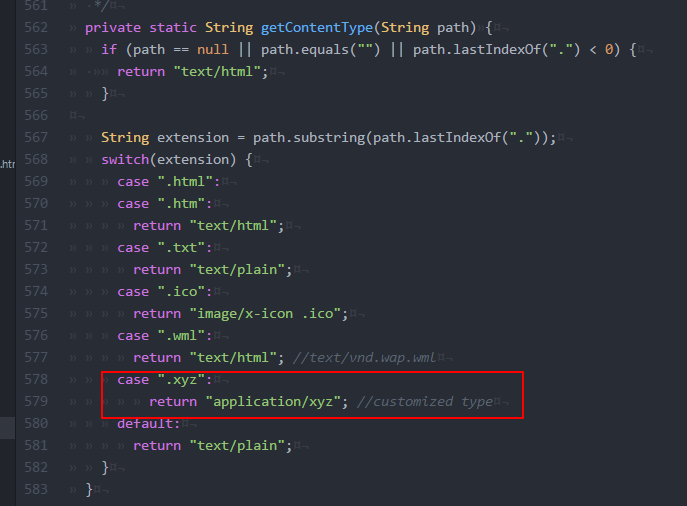 561 */
562 private static String getContentType(String path) {
563 if (path == null || path.equals("") || path.lastIndexOf(".") < 0) {
564 return "text/html";
565 }
566
.htm 567 String extension = path.substring(path.lastIndexOf("."));
568 switch(extension) {
569 case ".html":
570 case ".htm":
571 return "text/html";
572 case ".txt":
573 return "text/plain";
574 case ".ico":
575 return "image/x-icon .ico";
576 case ".wml":
577 return "text/html"; //text/vnd.wap.wml
578 case ".xyz":
579 return "application/xyz"; //customized type
580 default:
581 return "text/plain";
582 }
583 }